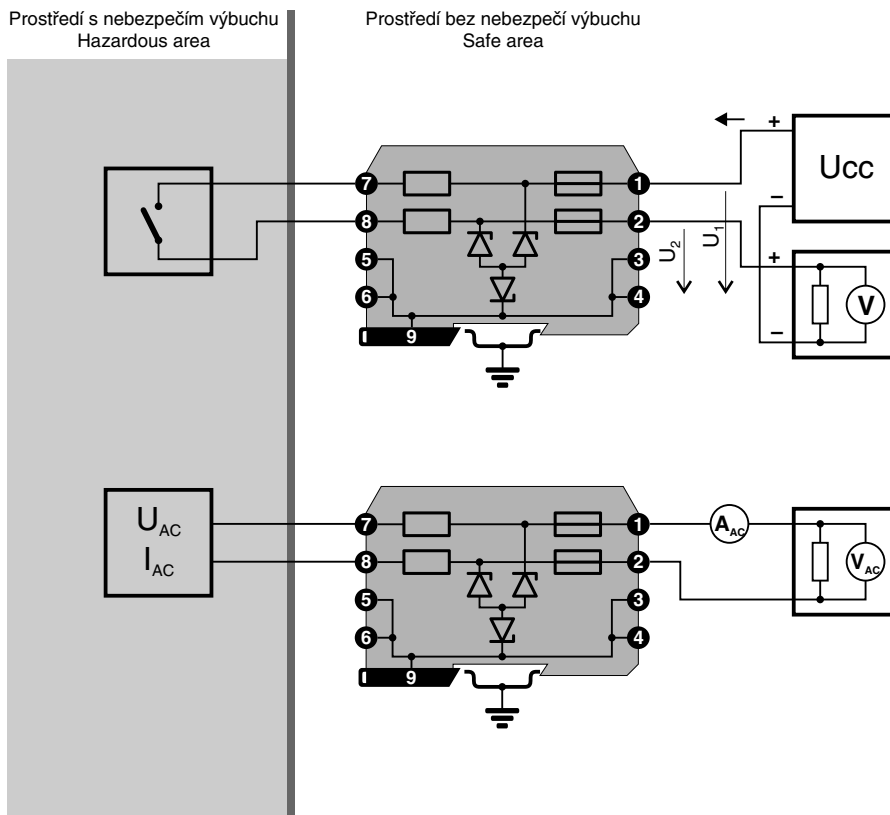 Prostředí s nebezpečím výbuchu
Hazardous area
Prostředí bez nebezpečí výbuchu
Safe area
+
Ucc
7
1
−
8
2
+
5
3
U2
U1
V
6
4
−
9
UAC
IAC
7
1
AAC
8
2
VAC
5
3
6
4
9